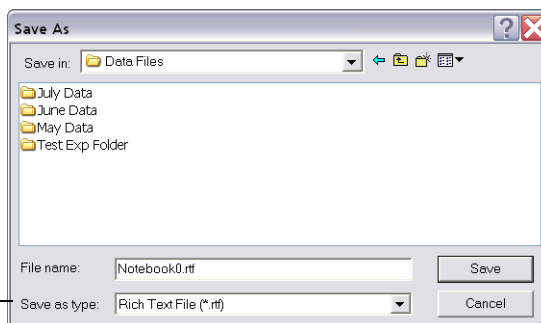 Save As
Save in: Data Files
July Data
June Data
May Data
Test Exp Folder
File name: Notebook0.rtf Save
Save as type: Rich Text File (*.rtf) Cancel